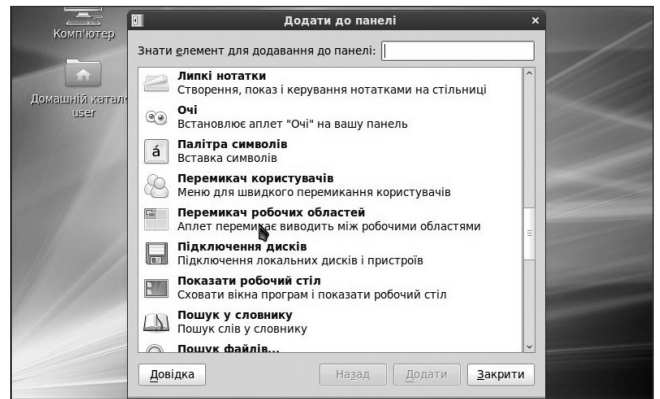 Комп'ютер
Домашній катало
user
Додати до панелі
Знати елемент для додавання до панелі:
Липкі нотатки
Створення, показ і керування нотатками на стільниці
Очі
Встановлює аплет "Очі" на вашу панель
á
Палітра символів
Вставка символів
Перемикач користувачів
Меню для швидкого перемикання користувачів
Перемикач робочих областей
Аплет перемикає виводить між робочими областями
Підключення дисків
Підключення локальних дисків і пристроїв
Показати робочий стіл
Сховати вікна програм і показати робочий стіл
Пошук у словнику
Пошук слів у словнику
Пошук файлів...
Довідка
Назад
Додати
Закрити